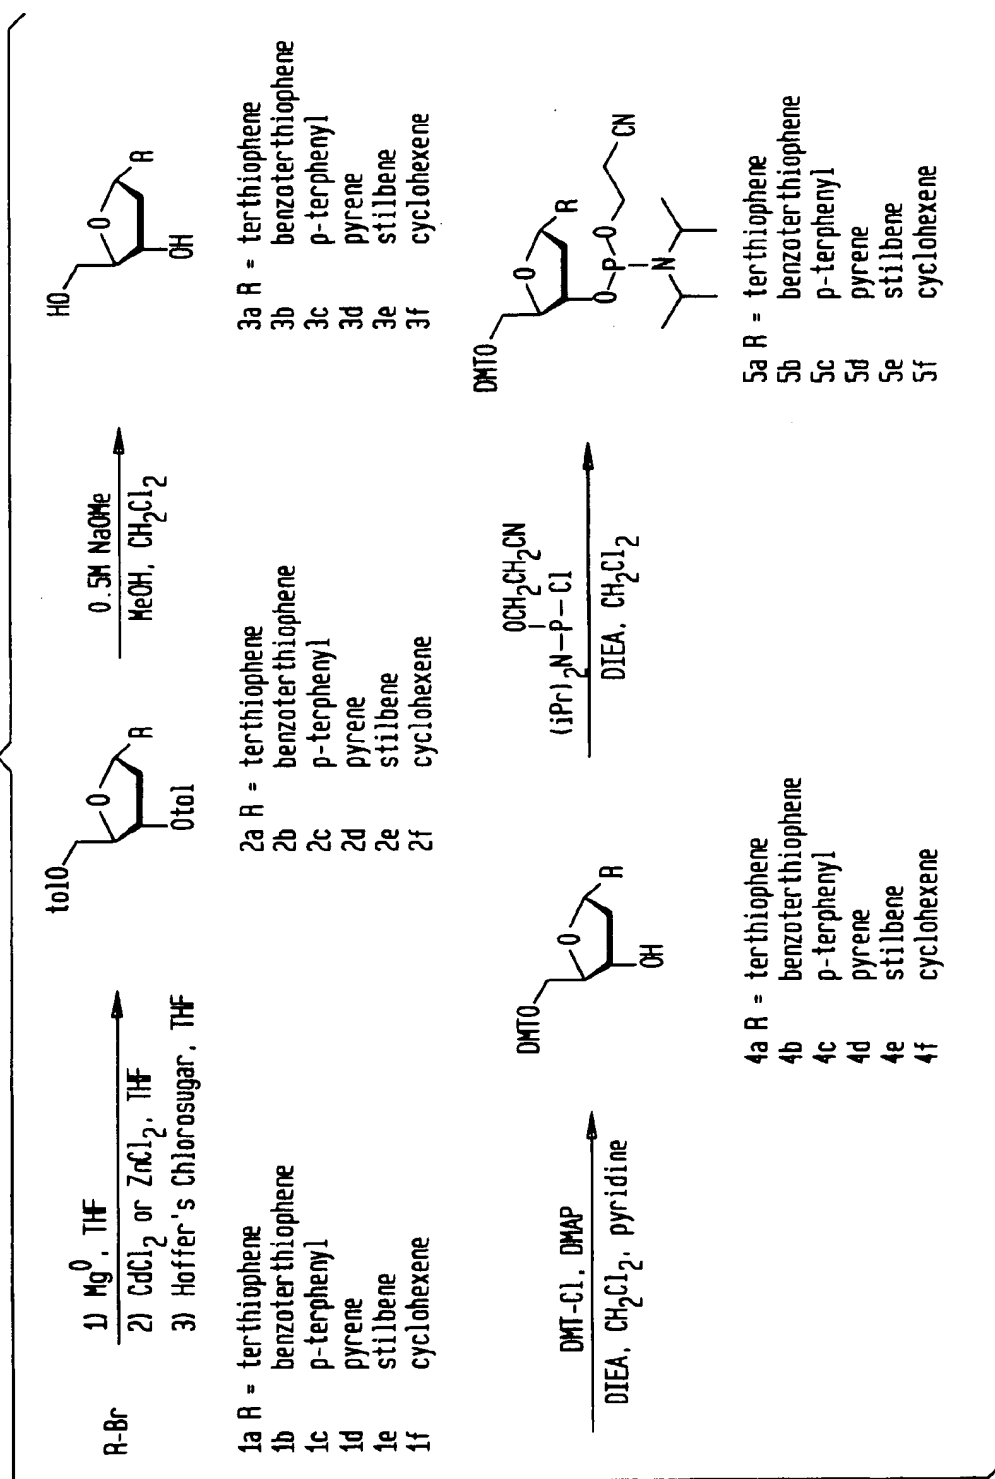 R-Br
1) Mg0, THF
2) CdCl2 or ZnCl2, THF
3) Hoffer's Chlorosugar, THF
1a R = terthiophene
1b benzoterthiophene
1c p-terphenyl
1d pyrene
1e stilbene
1f cyclohexene
tolO
O
R
Otol
2a R = terthiophene
2b benzoterthiophene
2c p-terphenyl
2d pyrene
2e stilbene
2f cyclohexene
0.5M NaOMe
MeOH, CH2Cl2
HO
O
R
OH
3a R = terthiophene
3b benzoterthiophene
3c p-terphenyl
3d pyrene
3e stilbene
3f cyclohexene
DMT-Cl, DMAP
DIEA, CH2Cl2, pyridine
DMTO
O
R
OH
4a R = terthiophene
4b benzoterthiophene
4c p-terphenyl
4d pyrene
4e stilbene
4f cyclohexene
OCH2CH2CN
(iPr)2N-P-Cl
DIEA, CH2Cl2
DMTO
O
R
O P O CN
N
5a R = terthiophene
5b benzoterthiophene
5c p-terphenyl
5d pyrene
5e stilbene
5f cyclohexene